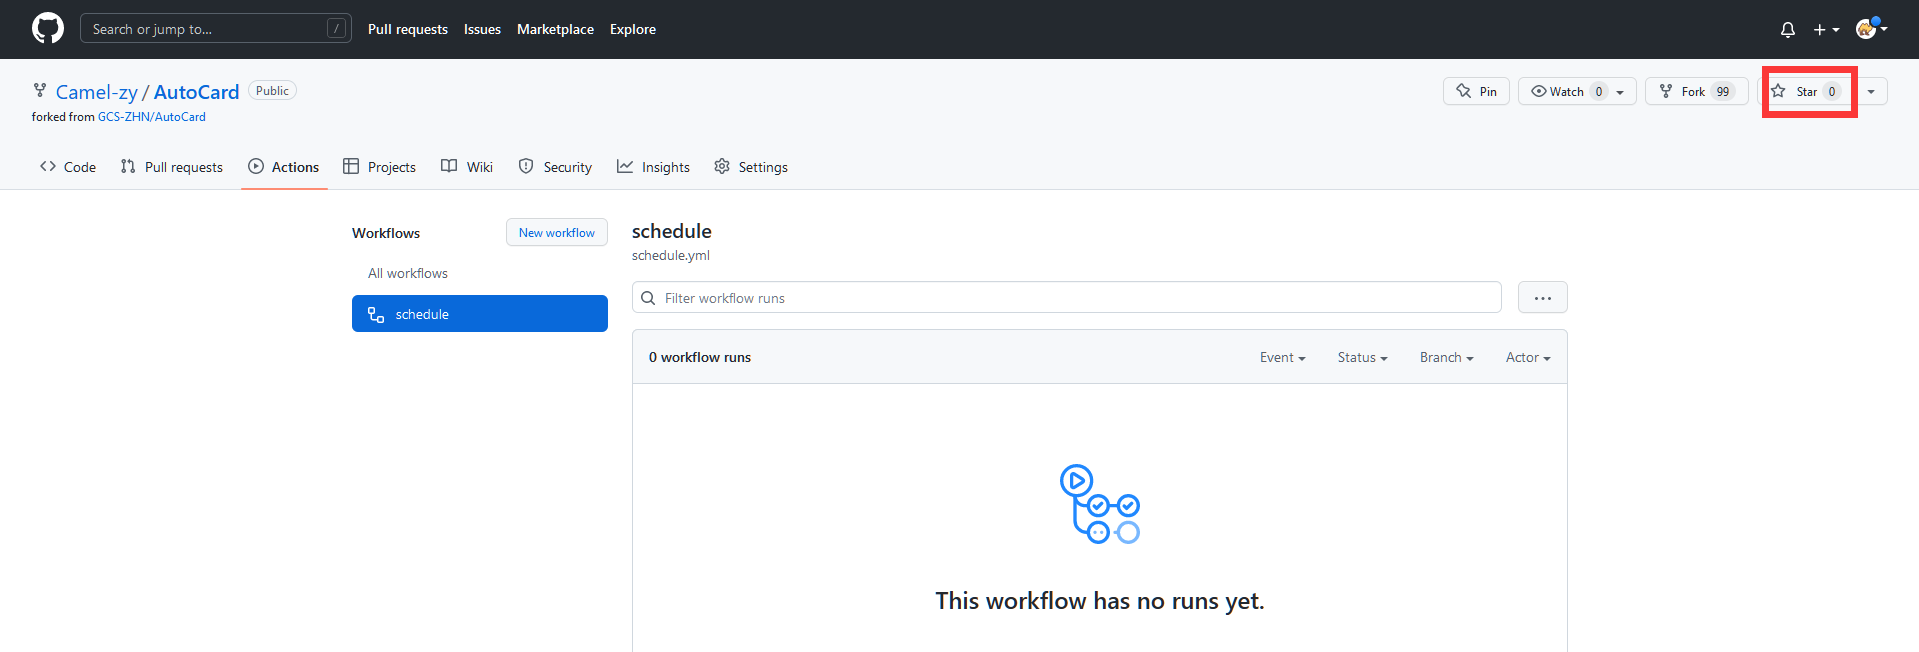 Search or jump to... / Pull requests Issues Marketplace Explore
Camel-zy / AutoCard Public Pin Watch 0 Fork 99 Star 0
forked from GCS-ZHN/AutoCard
Code Pull requests Actions Projects Wiki Security Insights Settings
Workflows New workflow
All workflows
schedule
schedule
schedule.yml
Filter workflow runs ...
0 workflow runs Event Status Branch Actor
This workflow has no runs yet.